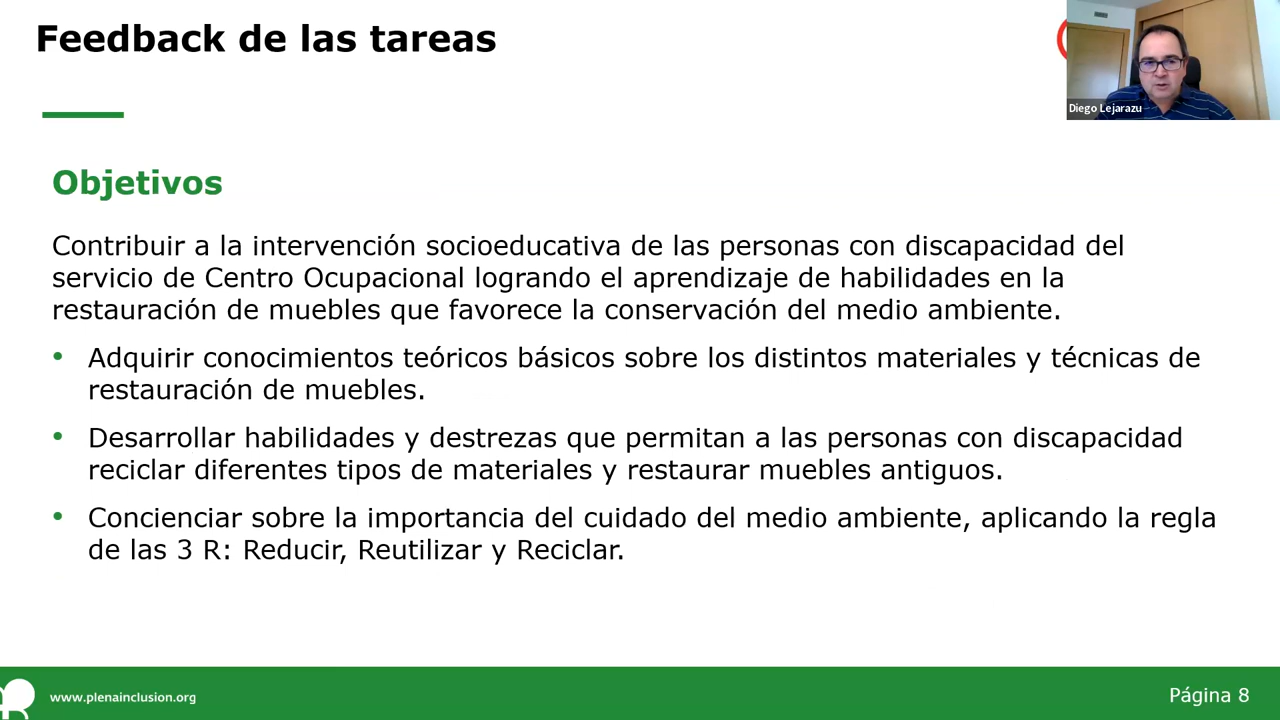 Feedback de las tareas
Diego Lejarazu
Objetivos
Contribuir a la intervención socioeducativa de las personas con discapacidad del
servicio de Centro Ocupacional logrando el aprendizaje de habilidades en la
restauración de muebles que favorece la conservación del medio ambiente.
• Adquirir conocimientos teóricos básicos sobre los distintos materiales y técnicas de
restauración de muebles.
• Desarrollar habilidades y destrezas que permitan a las personas con discapacidad
reciclar diferentes tipos de materiales y restaurar muebles antiguos.
• Concienciar sobre la importancia del cuidado del medio ambiente, aplicando la regla
de las 3 R: Reducir, Reutilizar y Reciclar.
www.plenainclusion.org
Página 8